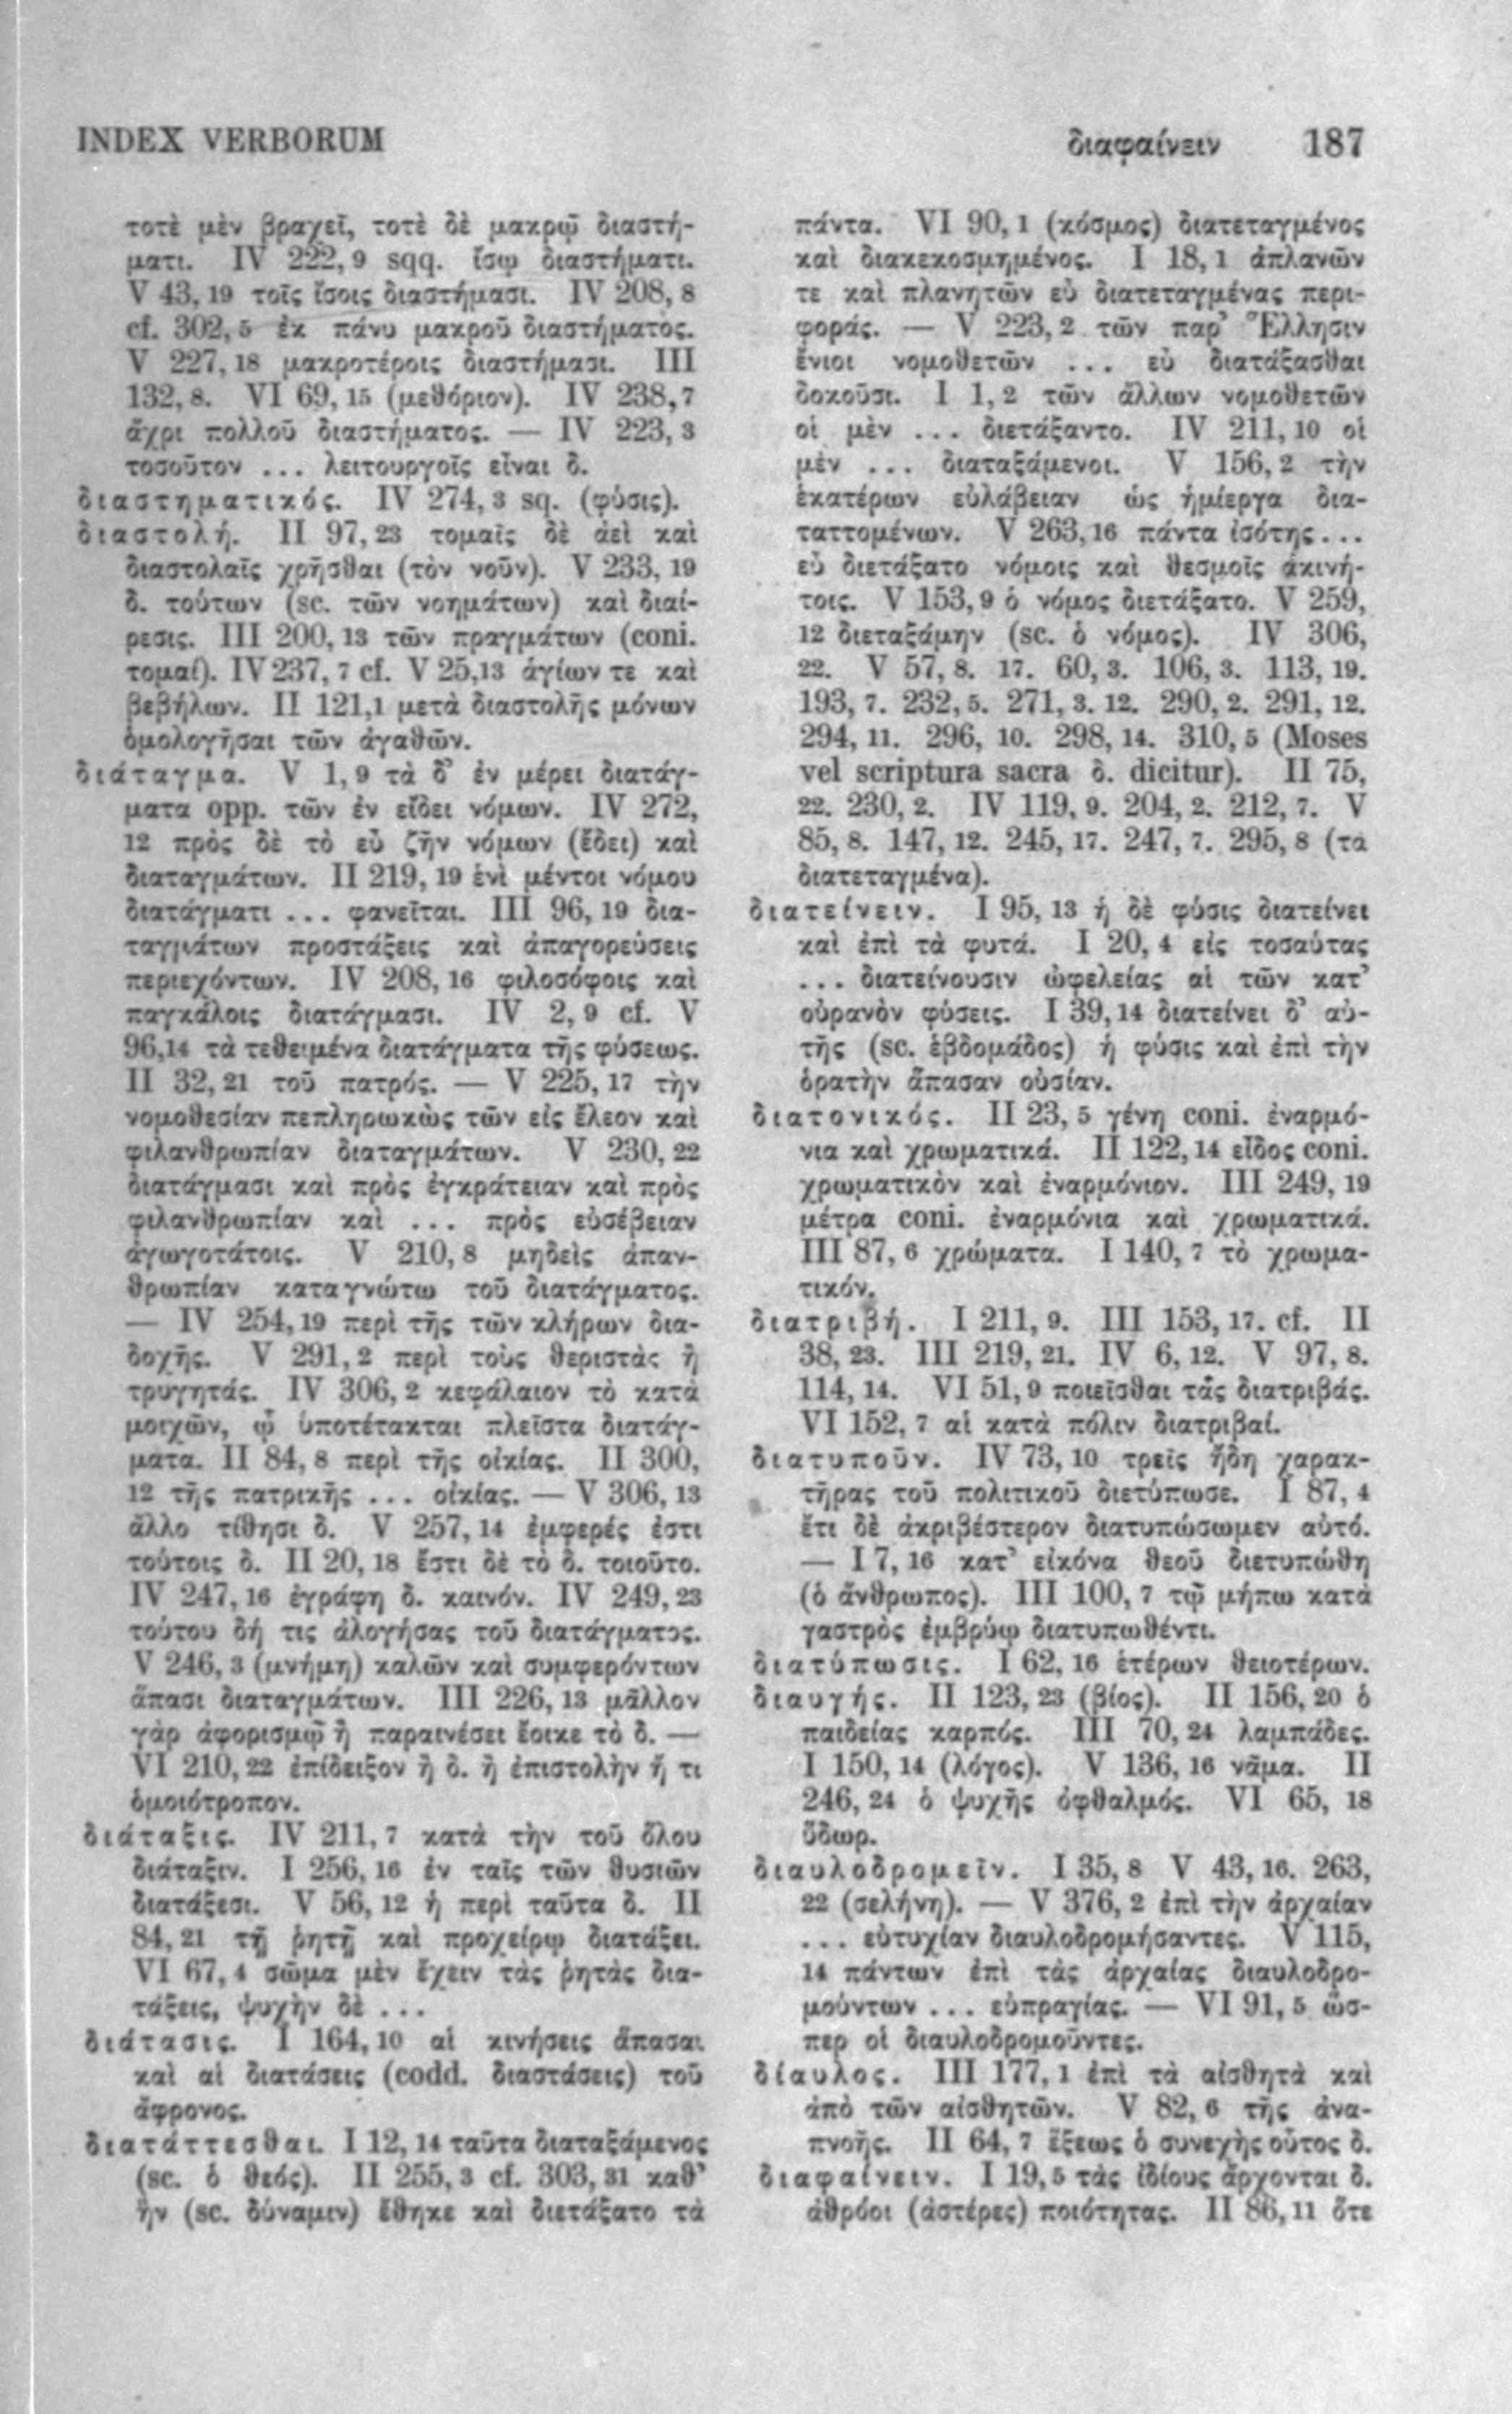 INDEX VERBORUM
διαφαίνειν 187
τοτὲ μὲν βραχεῖ, τοτὲ δὲ μακρῷ διαστή-
ματι. IV 222, 9 sqq. ἴσῳ διαστήματι.
V 43, 19 τοῖς ἴσοις διαστήμασι. IV 208, 8
cf. 302, 5 ἐκ πάνυ μακροῦ διαστήματος.
V 227, 18 μακροτέροις διαστήμασι. III
132, 8. VI 69, 15 (μεθόριον). IV 238, 7
ἄχρι πολλοῦ διαστήματος. — IV 223, 3
τοσοῦτον ... λειτουργοῖς εἶναι δ.
διαστηματικός. IV 274, 3 sq. (φύσις).
διαστολή. II 97, 23 τομαῖς δὲ ἀεὶ καὶ
διαστολαῖς χρῆσθαι (τὸν νοῦν). V 233, 19
δ. τούτων (sc. τῶν νοημάτων) καὶ διαί-
ρεσις. III 200, 13 τῶν πραγμάτων (coni.
τομαί). IV 237, 7 cf. V 25,13 ἁγίων τε καὶ
βεβήλων. II 121,1 μετὰ διαστολῆς μόνων
ὁμολογῆσαι τῶν ἀγαθῶν.
διάταγμα. V 1, 9 τὰ δ’ ἐν μέρει διατάγ-
ματα opp. τῶν ἐν εἴδει νόμων. IV 272,
12 πρὸς δὲ τὸ εὖ ζῆν νόμων (ἔδει) καὶ
διαταγμάτων. II 219, 19 ἑνὶ μέντοι νόμου
διατάγματι ... φανεῖται. III 96, 19 δια-
ταγμάτων προστάξεις καὶ ἀπαγορεύσεις
περιεχόντων. IV 208, 16 φιλοσόφοις καὶ
παγκάλοις διατάγμασι. IV 2, 9 cf. V
96,14 τὰ τεθειμένα διατάγματα τῆς φύσεως.
II 32, 21 τοῦ πατρός. — V 225, 17 τὴν
νομοθεσίαν πεπληρωκὼς τῶν εἰς ἔλεον καὶ
φιλανθρωπίαν διαταγμάτων. V 230, 22
διατάγμασι καὶ πρὸς ἐγκράτειαν καὶ πρὸς
φιλανθρωπίαν καὶ ... πρὸς εὐσέβειαν
ἀγωγοτάτοις. V 210, 8 μηδεὶς ἀπαν-
θρωπίαν καταγνώτω τοῦ διατάγματος.
— IV 254, 19 περὶ τῆς τῶν κλήρων δια-
δοχῆς. V 291, 2 περὶ τοὺς θεριστὰς ἢ
τρυγητάς. IV 306, 2 κεφάλαιον τὸ κατὰ
μοιχῶν, ᾧ ὑποτέτακται πλεῖστα διατάγ-
ματα. II 84, 8 περὶ τῆς οἰκίας. II 300,
12 τῆς πατρικῆς ... οἰκίας. — V 306, 13
ἄλλο τίθησι δ. V 257, 14 ἐμφερές ἐστι
τούτοις δ. II 20, 18 ἔστι δὲ τὸ δ. τοιοῦτο.
IV 247, 16 ἐγράφη δ. καινόν. IV 249, 23
τούτου δή τις ἀλογήσας τοῦ διατάγματος.
V 246, 3 (μνήμη) καλῶν καὶ συμφερόντων
ἅπασι διαταγμάτων. III 226, 13 μᾶλλον
γὰρ ἀφορισμῷ ἢ παραινέσει ἔοικε τὸ δ. —
VI 210, 22 ἐπίδειξον ἢ δ. ἢ ἐπιστολὴν ἤ τι
ὁμοιότροπον.
διάταξις. IV 211, 7 κατὰ τὴν τοῦ ὅλου
διάταξιν. I 256, 16 ἐν ταῖς τῶν θυσιῶν
διατάξεσι. V 56, 12 ἡ περὶ ταῦτα δ. II
84, 21 τῇ ῥητῇ καὶ προχείρῳ διατάξει.
VI 67, 4 σῶμα μὲν ἔχειν τὰς ῥητὰς δια-
τάξεις, ψυχὴν δὲ ...
διάτασις. I 164, 10 αἱ κινήσεις ἅπασαι
καὶ αἱ διατάσεις (codd. διαστάσεις) τοῦ
ἄφρονος.
διατάττεσθαι. I 12, 14 ταῦτα διαταξάμενος
(sc. ὁ θεός). II 255, 3 cf. 303, 31 καθ’
ἣν (sc. δύναμιν) ἔθηκε καὶ διετάξατο τὰ
πάντα. VI 90, 1 (κόσμος) διατεταγμένος
καὶ διακεκοσμημένος. I 18, 1 ἀπλανῶν
τε καὶ πλανητῶν εὖ διατεταγμένας περι-
φοράς. — V 223, 2 τῶν παρ’ Ἕλλησιν
ἔνιοι νομοθετῶν ... εὖ διατάξασθαι
δοκοῦσι. I 1, 2 τῶν ἄλλων νομοθετῶν
οἱ μὲν ... διετάξαντο. IV 211, 10 οἱ
μὲν ... διαταξάμενοι. V 156, 2 τὴν
ἑκατέρων εὐλάβειαν ὡς ἡμίεργα δια-
ταττομένων. V 263, 16 πάντα ἰσότης...
εὖ διετάξατο νόμοις καὶ θεσμοῖς ἀκινή-
τοις. V 153, 9 ὁ νόμος διετάξατο. V 259,
12 διεταξάμην (sc. ὁ νόμος). IV 306,
22. V 57, 8. 17. 60, 3. 106, 3. 113, 19.
193, 7. 232, 5. 271, 3. 12. 290, 2. 291, 12.
294, 11. 296, 10. 298, 14. 310, 5 (Moses
vel scriptura sacra δ. dicitur). II 75,
22. 230, 2. IV 119, 9. 204, 2. 212, 7. V
85, 8. 147, 12. 245, 17. 247, 7. 295, 8 (τὰ
διατεταγμένα).
διατείνειν. I 95, 13 ἡ δὲ φύσις διατείνει
καὶ ἐπὶ τὰ φυτά. I 20, 4 εἰς τοσαύτας
... διατείνουσιν ὠφελείας αἱ τῶν κατ’
οὐρανὸν φύσεις. I 39, 14 διατείνει δ’ αὐ-
τῆς (sc. ἑβδομάδος) ἡ φύσις καὶ ἐπὶ τὴν
ὁρατὴν ἅπασαν οὐσίαν.
διατονικός. II 23, 5 γένη coni. ἐναρμό-
νια καὶ χρωματικά. II 122, 14 εἶδος coni.
χρωματικὸν καὶ ἐναρμόνιον. III 249, 19
μέτρα coni. ἐναρμόνια καὶ χρωματικά.
III 87, 6 χρώματα. I 140, 7 τὸ χρωμα-
τικόν.
διατριβή. I 211, 9. III 153, 17. cf. II
38, 23. III 219, 21. IV 6, 12. V 97, 8.
114, 14. VI 51, 9 ποιεῖσθαι τὰς διατριβάς.
VI 152, 7 αἱ κατὰ πόλιν διατριβαί.
διατυποῦν. IV 73, 10 τρεῖς ἤδη χαρακ-
τῆρας τοῦ πολιτικοῦ διετύπωσε. I 87, 4
ἔτι δὲ ἀκριβέστερον διατυπώσωμεν αὐτό.
— I 7, 16 κατ’ εἰκόνα θεοῦ διετυπώθη
(ὁ ἄνθρωπος). III 100, 7 τῷ μήπω κατὰ
γαστρὸς ἐμβρύῳ διατυπωθέντι.
διατύπωσις. I 62, 16 ἑτέρων θειοτέρων.
διαυγής. II 123, 23 (βίος). II 156, 20 ὁ
παιδείας καρπός. III 70, 24 λαμπάδες.
I 150, 14 (λόγος). V 136, 16 νᾶμα. II
246, 24 ὁ ψυχῆς ὀφθαλμός. VI 65, 18
ὕδωρ.
διαυλοδρομεῖν. I 35, 8 V 43, 16. 263,
22 (σελήνη). — V 376, 2 ἐπὶ τὴν ἀρχαίαν
... εὐτυχίαν διαυλοδρομήσαντες. V 115,
14 πάντων ἐπὶ τὰς ἀρχαίας διαυλοδρο-
μούντων ... εὐπραγίας. — VI 91, 5 ὥσ-
περ οἱ διαυλοδρομοῦντες.
δίαυλος. III 177, 1 ἐπὶ τὰ αἰσθητὰ καὶ
ἀπὸ τῶν αἰσθητῶν. V 82, 6 τῆς ἀνα-
πνοῆς. II 64, 7 ἕξεως ὁ συνεχὴς οὗτος δ.
διαφαίνειν. I 19, 5 τὰς ἰδίους ἄρχονται δ.
ἀθρόοι (ἀστέρες) ποιότητας. II 86, 11 ὅτε